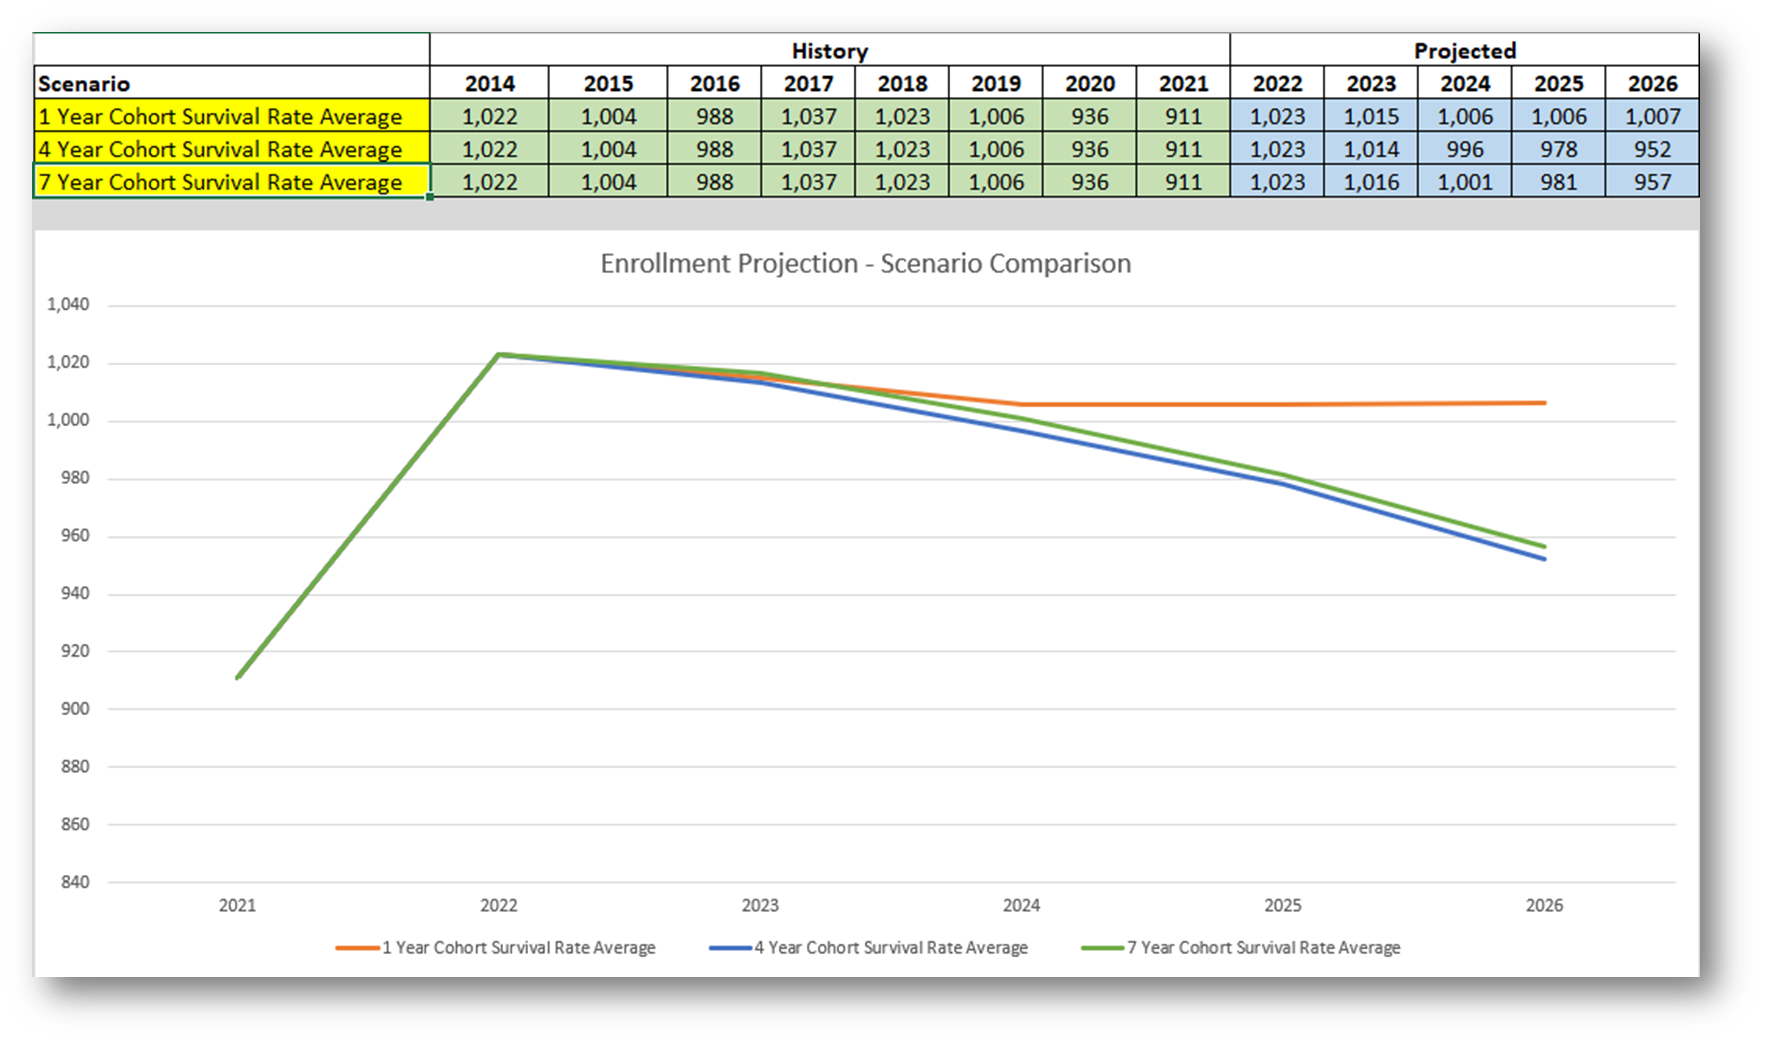 History Projected
Scenario 2014 2015 2016 2017 2018 2019 2020 2021 2022 2023 2024 2025 2026
1 Year Cohort Survival Rate Average 1,022 1,004 988 1,037 1,023 1,006 936 911 1,023 1,015 1,006 1,006 1,007
4 Year Cohort Survival Rate Average 1,022 1,004 988 1,037 1,023 1,006 936 911 1,023 1,014 996 978 952
7 Year Cohort Survival Rate Average 1,022 1,004 988 1,037 1,023 1,006 936 911 1,023 1,016 1,001 981 957
Enrollment Projection - Scenario Comparison
1,040
1,020
1,000
980
960
940
920
900
880
860
840
2021 2022 2023 2024 2025 2026
1 Year Cohort Survival Rate Average 4 Year Cohort Survival Rate Average 7 Year Cohort Survival Rate Average